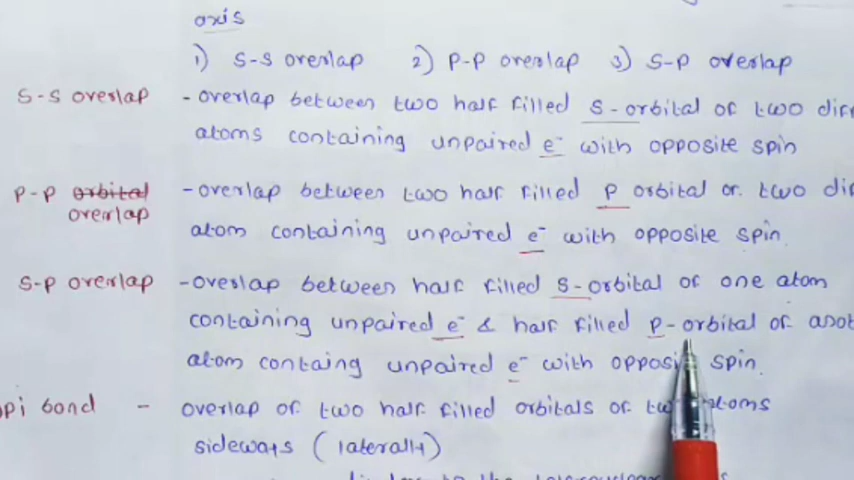 axis
1) S-S overlap 2) P-P overlap 3) S-P overlap
S-S overlap - overlap between two half filled S-orbital of two
atoms containing unpaired e⁻ with opposite spin
P-P orbital - overlap between two half filled P orbital of two
overlap
atom containing unpaired e⁻ with opposite spin.
S-P overlap - overlap between half filled S-orbital of one atom
containing unpaired e⁻ & half filled P-orbital of
atom containg unpaired e⁻ with opposi spin.
pi bond - overlap of two half filled orbitals of atoms
sideways (laterally)
to the